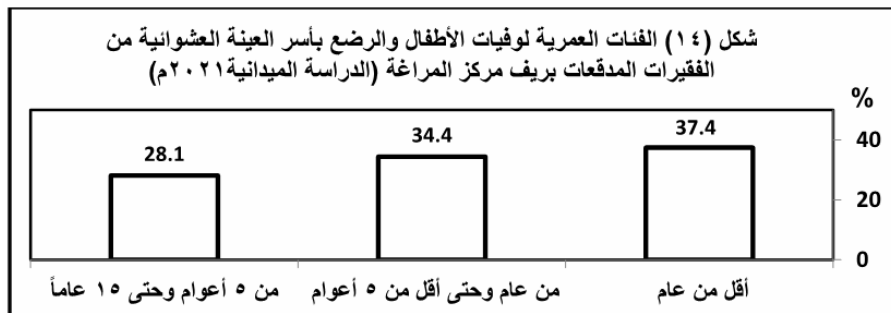 شكل (١٤) الفئات العمرية لوفيات الأطفال والرضع بأسر العينة العشوائية من
الفقيرات المدقعات بريف مركز المراغة (الدراسة الميدانية٢٠٢١م)
%
40
20
0
37.4
34.4
28.1
أقل من عام
من عام وحتى أقل من ٥ أعوام
من ٥ أعوام وحتى ١٥ عاماً